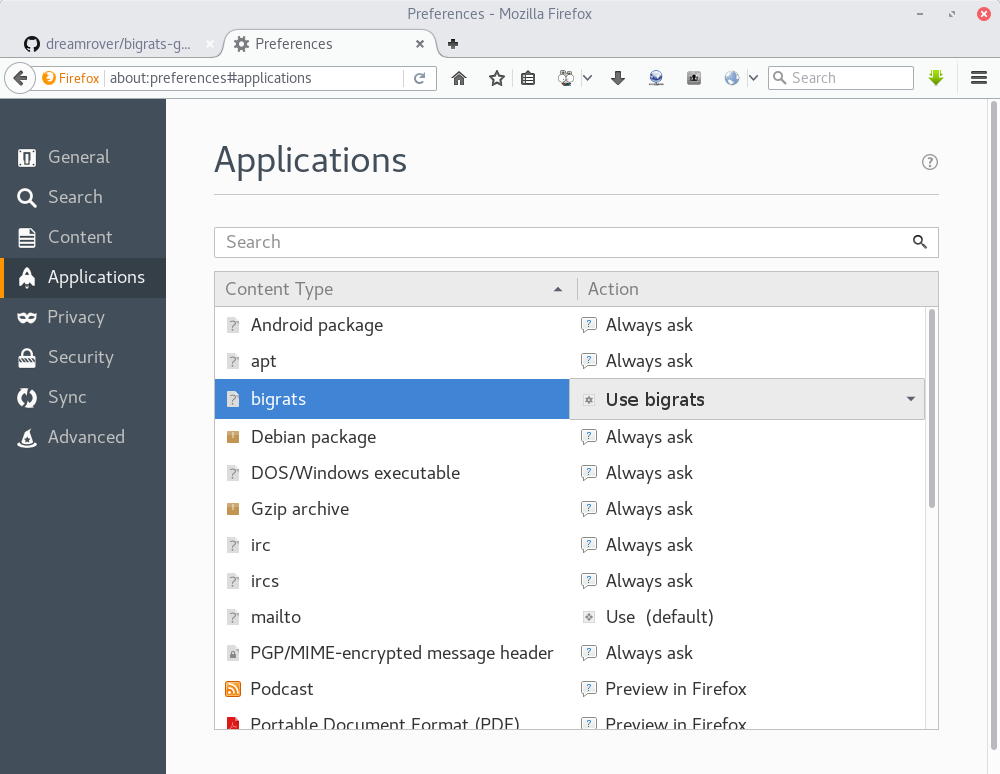 Preferences - Mozilla Firefox
dreamrover/bigrats-g...
Preferences
Firefox about:preferences#applications
Search
General
Search
Content
Applications
Privacy
Security
Sync
Advanced
Applications
Search
Content Type Action
Android package Always ask
apt Always ask
bigrats Use bigrats
Debian package Always ask
DOS/Windows executable Always ask
Gzip archive Always ask
irc Always ask
ircs Always ask
mailto Use (default)
PGP/MIME-encrypted message header Always ask
Podcast Preview in Firefox
Portable Document Format (PDF) Preview in Firefox